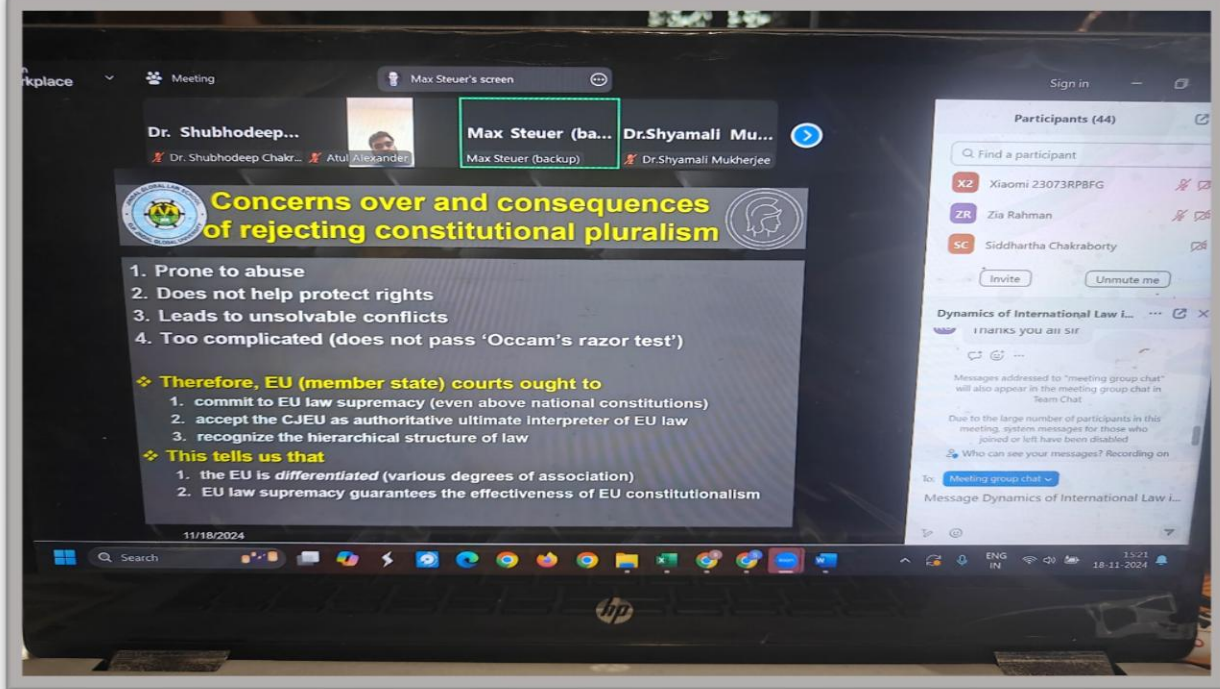 rkplace
Meeting
Max Steuer's screen
Sign in
Dr. Shubhodeep...
Dr. Shubhodeep Chakr...
Atul Alexander
Max Steuer (ba...
Max Steuer (backup)
Dr.Shyamali Mu...
Dr.Shyamali Mukherjee
Concerns over and consequences
of rejecting constitutional pluralism
1. Prone to abuse
2. Does not help protect rights
3. Leads to unsolvable conflicts
4. Too complicated (does not pass ‘Occam’s razor test’)
❖ Therefore, EU (member state) courts ought to
1. commit to EU law supremacy (even above national constitutions)
2. accept the CJEU as authoritative ultimate interpreter of EU law
3. recognize the hierarchical structure of law
❖ This tells us that
1. the EU is differentiated (various degrees of association)
2. EU law supremacy guarantees the effectiveness of EU constitutionalism
11/18/2024
Participants (44)
Find a participant
X2 Xiaomi 23073RPBFG
ZR Zia Rahman
SC Siddhartha Chakraborty
Invite Unmute me
Dynamics of International Law i... ...
Thanks you all sir
Messages addressed to "meeting group chat"
will also appear in the meeting group chat in
Team Chat
Due to the large number of participants in this
meeting, system messages for those who
joined or left have been disabled
Who can see your messages? Recording on
To: Meeting group chat
Message Dynamics of International Law i...
Search
ENG
IN
15:21
18-11-2024
hp